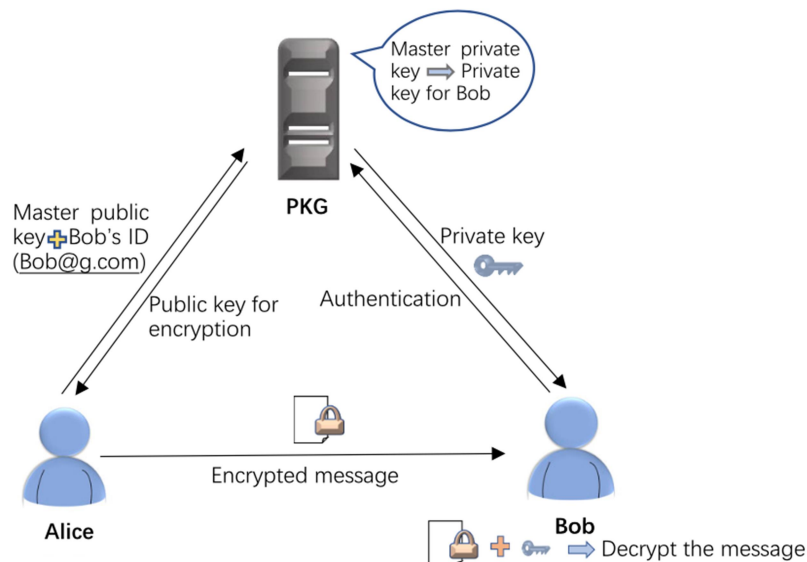 Master private
key Private
key for Bob
PKG
Master public
key Bob's ID
(Bob@g.com)
Private key
Public key for
encryption
Authentication
Encrypted message
Alice
Bob
Decrypt the message